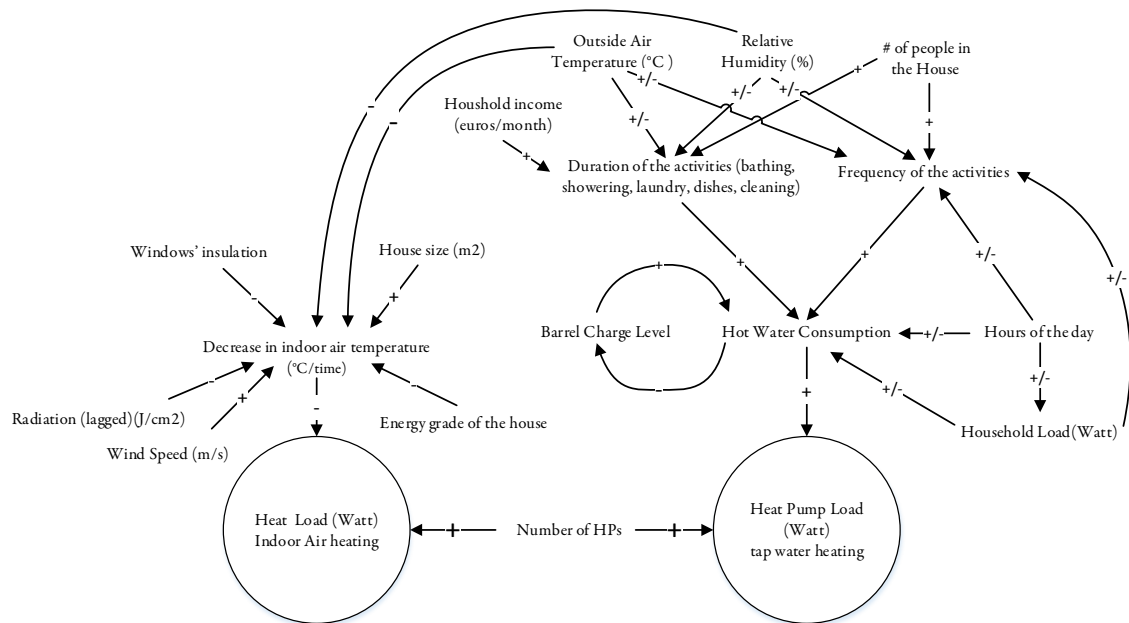 Outside Air
Temperature (°C )
Relative
Humidity (%)
# of people in
the House
+/-
+/-
+/-
+
+/-
+
-
-
Houshold income
(euros/month)
+
Duration of the activities (bathing,
showering, laundry, dishes, cleaning)
Frequency of the activities
Windows’ insulation
House size (m2)
-
+
+
+
+/-
+/-
+
Barrel Charge Level
Hot Water Consumption
+/-
Hours of the day
-
+/-
+/-
+
Decrease in indoor air temperature
(°C/time)
-
+
-
-
Radiation (lagged)(J/cm2)
Wind Speed (m/s)
Energy grade of the house
Household Load(Watt)
Heat Load (Watt)
Indoor Air heating
+
Number of HPs
+
Heat Pump Load
(Watt)
tap water heating